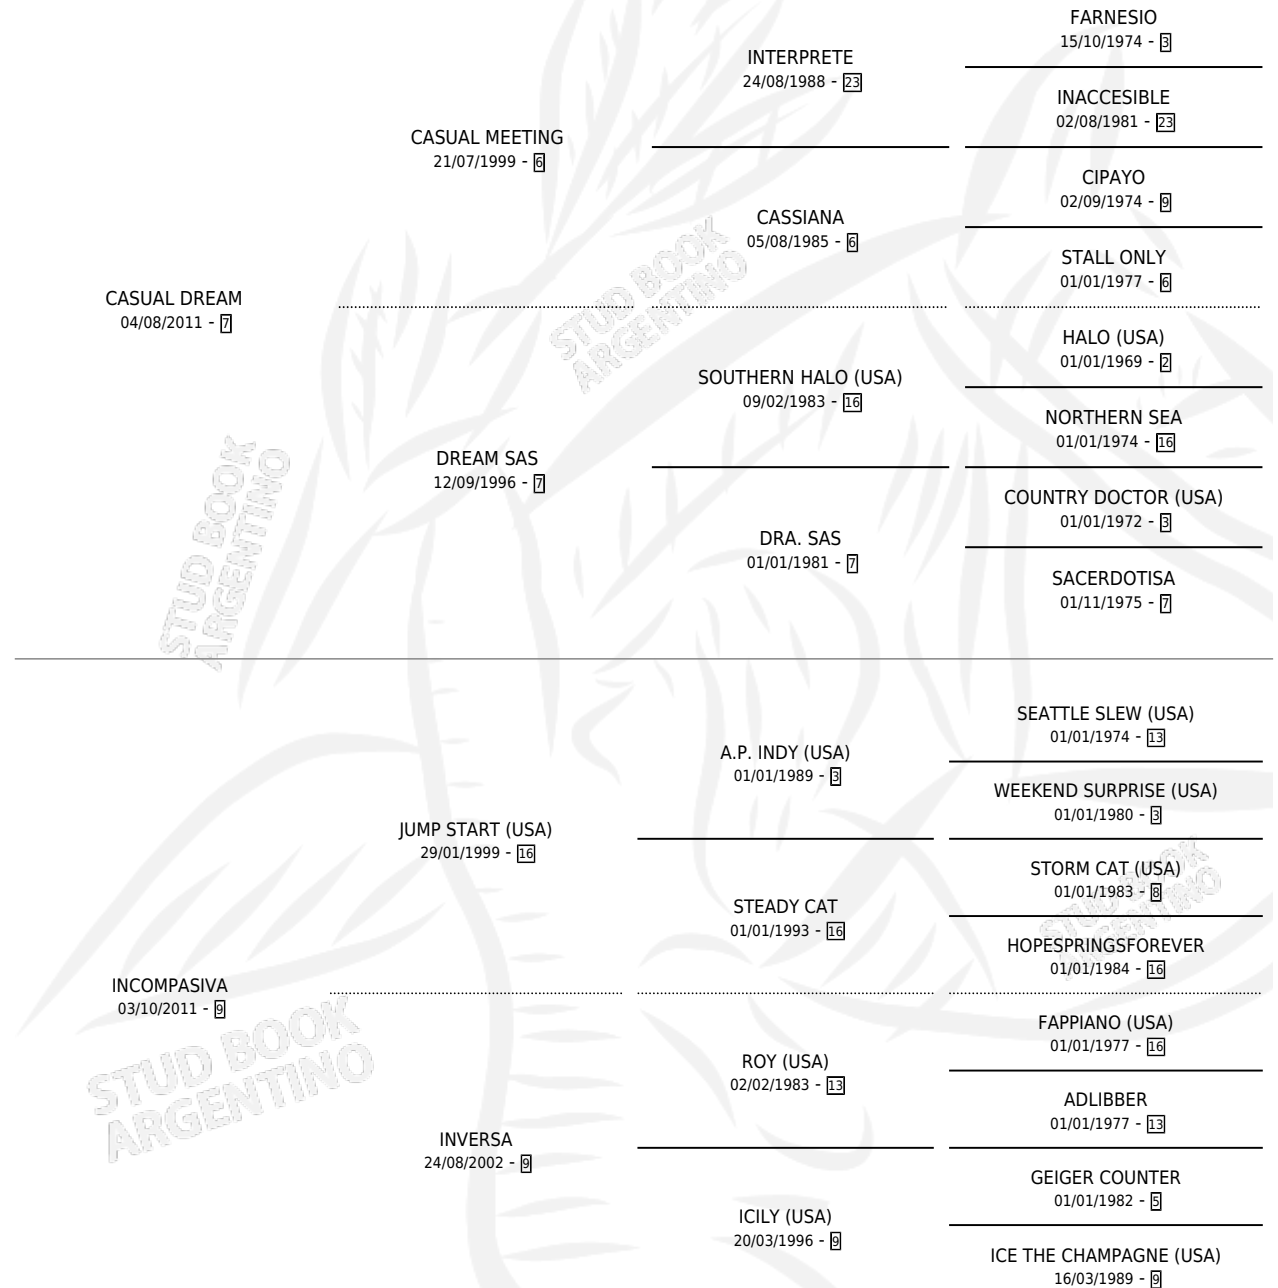 FARNESIO
15/10/1974 - 3
INTERPRETE
24/08/1988 - 23
INACCESIBLE
02/08/1981 - 23
CASUAL MEETING
21/07/1999 - 6
CIPAYO
02/09/1974 - 9
CASSIANA
05/08/1985 - 6
STALL ONLY
01/01/1977 - 6
CASUAL DREAM
04/08/2011 - 7
HALO (USA)
01/01/1969 - 2
SOUTHERN HALO (USA)
09/02/1983 - 16
NORTHERN SEA
01/01/1974 - 16
DREAM SAS
12/09/1996 - 7
COUNTRY DOCTOR (USA)
01/01/1972 - 3
DRA. SAS
01/01/1981 - 7
SACERDOTISA
01/11/1975 - 7
STUD BOOK
ARGENTINO
STUD BOOK
ARGENTINO
SEATTLE SLEW (USA)
01/01/1974 - 13
A.P. INDY (USA)
01/01/1989 - 3
WEEKEND SURPRISE (USA)
01/01/1980 - 3
JUMP START (USA)
29/01/1999 - 16
STORM CAT (USA)
01/01/1983 - 8
STEADY CAT
01/01/1993 - 16
HOPESPRINGSFOREVER
01/01/1984 - 16
INCOMPASIVA
03/10/2011 - 9
FAPPIANO (USA)
01/01/1977 - 16
ROY (USA)
02/02/1983 - 13
ADLIBBER
01/01/1977 - 13
INVERSA
24/08/2002 - 9
GEIGER COUNTER
01/01/1982 - 5
ICILY (USA)
20/03/1996 - 9
ICE THE CHAMPAGNE (USA)
16/03/1989 - 9
STUD BOOK
ARGENTINO
STUD BOOK
ARGENTINO